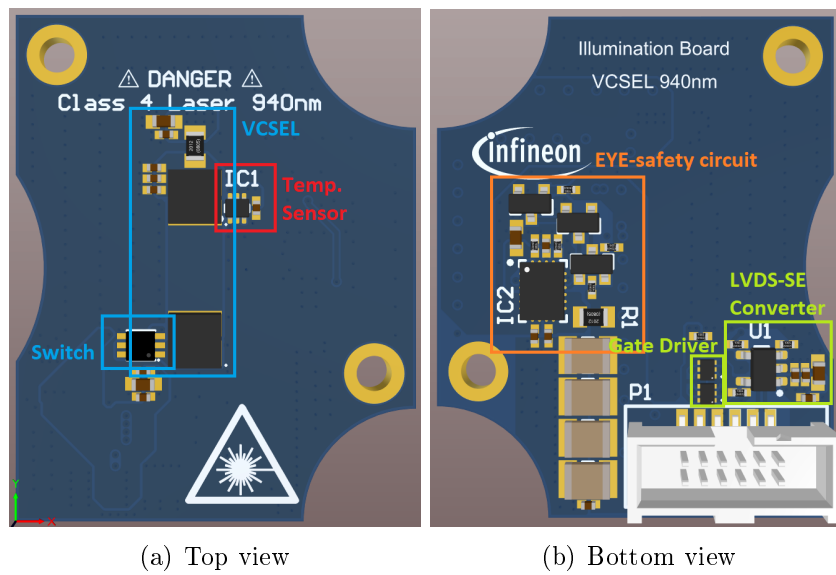 ⚠ DANGER ⚠
Class 4 Laser 940nm
VCSEL
IC1
Temp.
Sensor
Switch
Y
X
(a) Top view
Illumination Board
VCSEL 940nm
infineon
EYE-safety circuit
IC2
R1
LVDS-SE
Converter
U1
Gate Driver
P1
(b) Bottom view